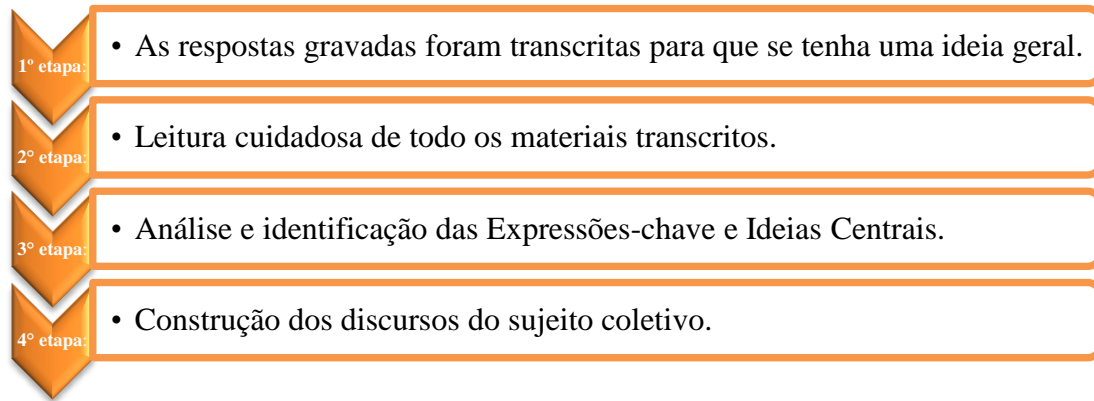 1º etapa:
• As respostas gravadas foram transcritas para que se tenha uma ideia geral.
2° etapa:
• Leitura cuidadosa de todo os materiais transcritos.
3° etapa:
• Análise e identificação das Expressões-chave e Ideias Centrais.
4° etapa:
• Construção dos discursos do sujeito coletivo.